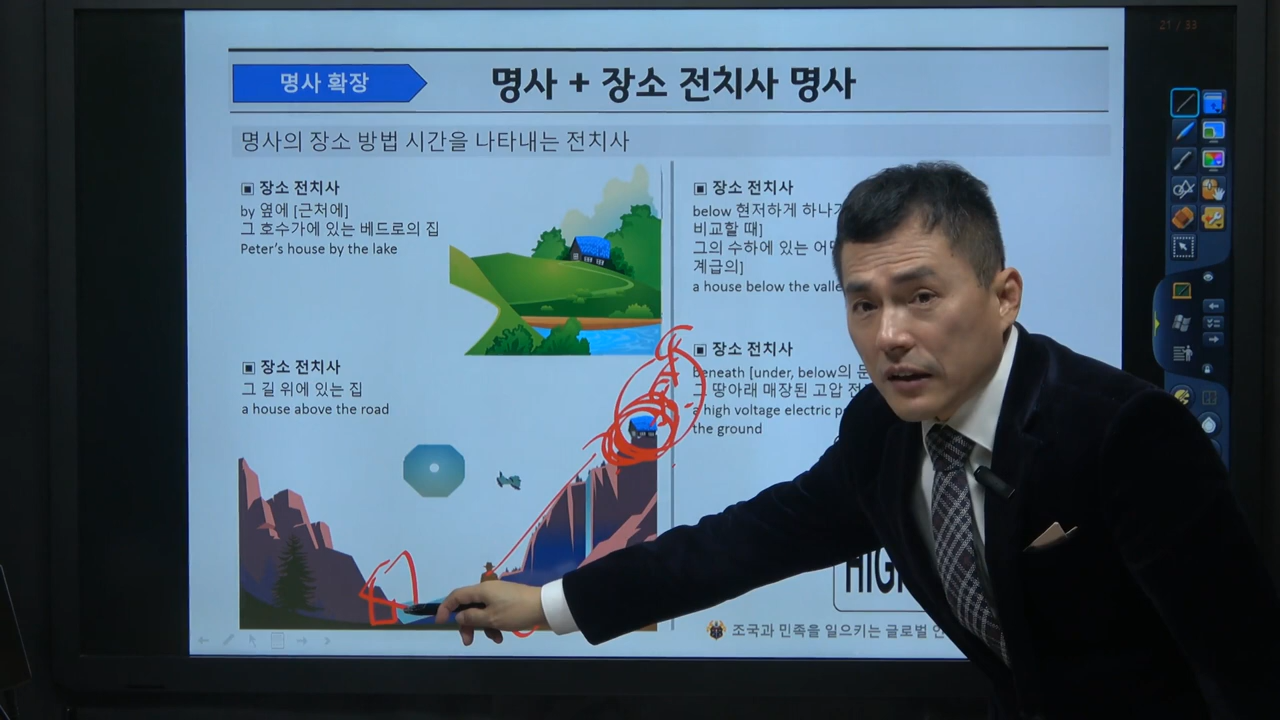 21 / 33
명사 확장
명사 + 장소 전치사 명사
명사의 장소 방법 시간을 나타내는 전치사
▣ 장소 전치사
by 옆에 [근처에]
그 호수가에 있는 베드로의 집
Peter's house by the lake
▣ 장소 전치사
그 길 위에 있는 집
a house above the road
▣ 장소 전치사
below 현저하게
비교할 때]
그의 수하에 있는
계급의]
a house below the
▣ 장소 전치사
beneath [under, below의
그 땅아래 매장된 고압
a high voltage electric
the ground
조국과 민족을 일으키는 글로벌